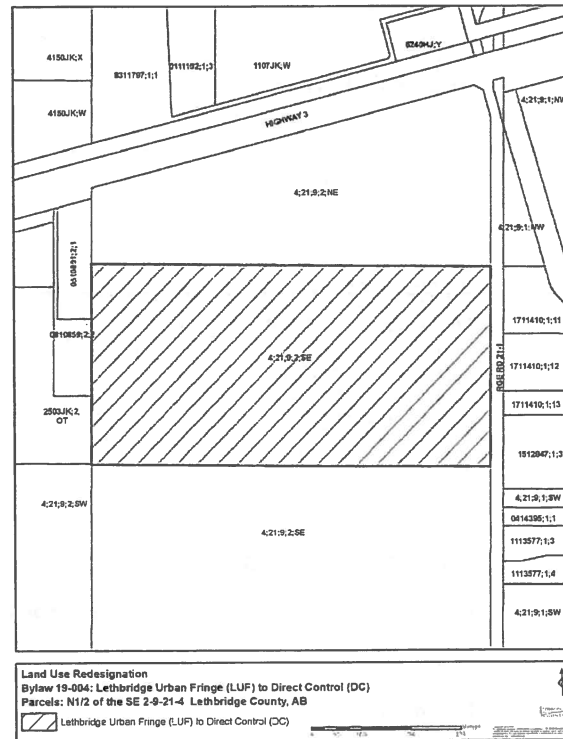 4150JK;X
8311797;1;1
0111192;1;3
1107JK;W
8240HJ;Y
4;21;9;1;NW
4150JK;W
HIGHWAY 3
4;21;9;2;NE
4;21;9;1;NW
0510891;2;1
1711410;1;11
4;21;9;2;SE
RGE RD 21-1
1711410;1;12
2503JK;2,
OT
1711410;1;13
1512847;1;3
4;21;9;2;SW
4;21;9;1;SW
0414395;1;1
4;21;9;2;SE
1113577;1;3
1113577;1;4
4;21;9;1;SW
Land Use Redesignation
Bylaw 19-004: Lethbridge Urban Fringe (LUF) to Direct Control (DC)
Parcels: N1/2 of the SE 2-9-21-4 Lethbridge County, AB
Lethbridge Urban Fringe (LUF) to Direct Control (DC)